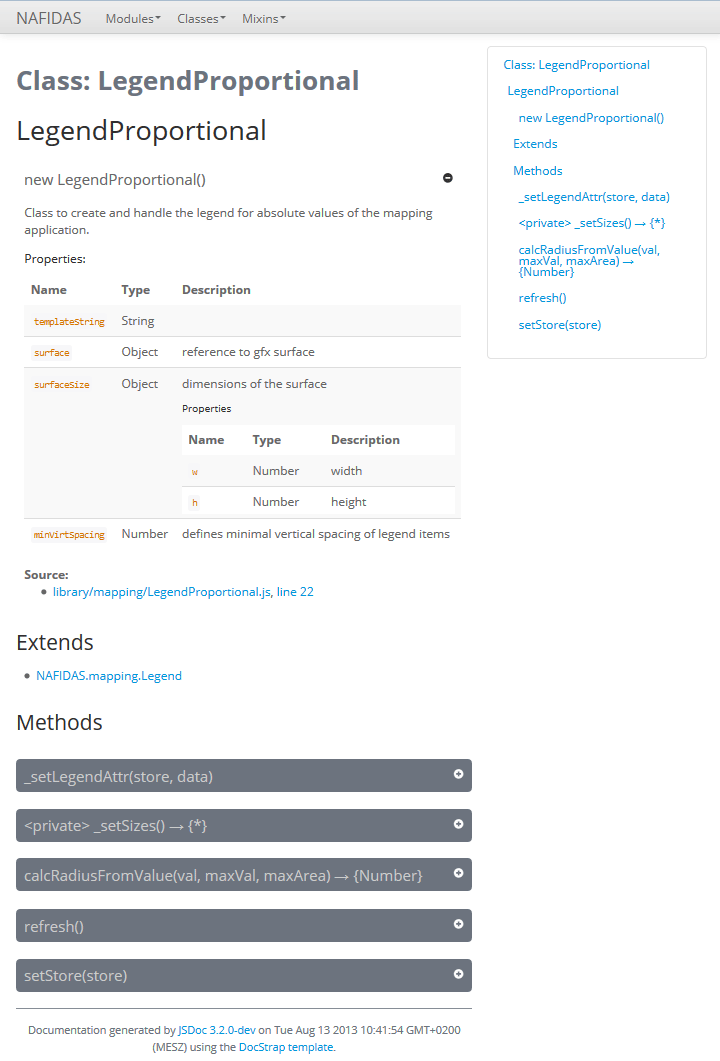 NAFIDAS Modules Classes Mixins
Class: LegendProportional
LegendProportional
new LegendProportional()
Class to create and handle the legend for absolute values of the mapping
application.
Properties:
Name Type Description
templateString String
surface Object reference to gfx surface
surfaceSize Object dimensions of the surface
Properties
Name Type Description
w Number width
h Number height
minVirtSpacing Number defines minimal vertical spacing of legend items
Source:
library/mapping/LegendProportional.js, line 22
Extends
NAFIDAS.mapping.Legend
Methods
_setLegendAttr(store, data)
<private> _setSizes() → {*}
calcRadiusFromValue(val, maxVal, maxArea) → {Number}
refresh()
setStore(store)
Documentation generated by JSDoc 3.2.0-dev on Tue Aug 13 2013 10:41:54 GMT+0200
(MESZ) using the DocStrap template.
Class: LegendProportional
LegendProportional
new LegendProportional()
Extends
Methods
_setLegendAttr(store, data)
<private> _setSizes() → {*}
calcRadiusFromValue(val,
maxVal, maxArea) →
{Number}
refresh()
setStore(store)